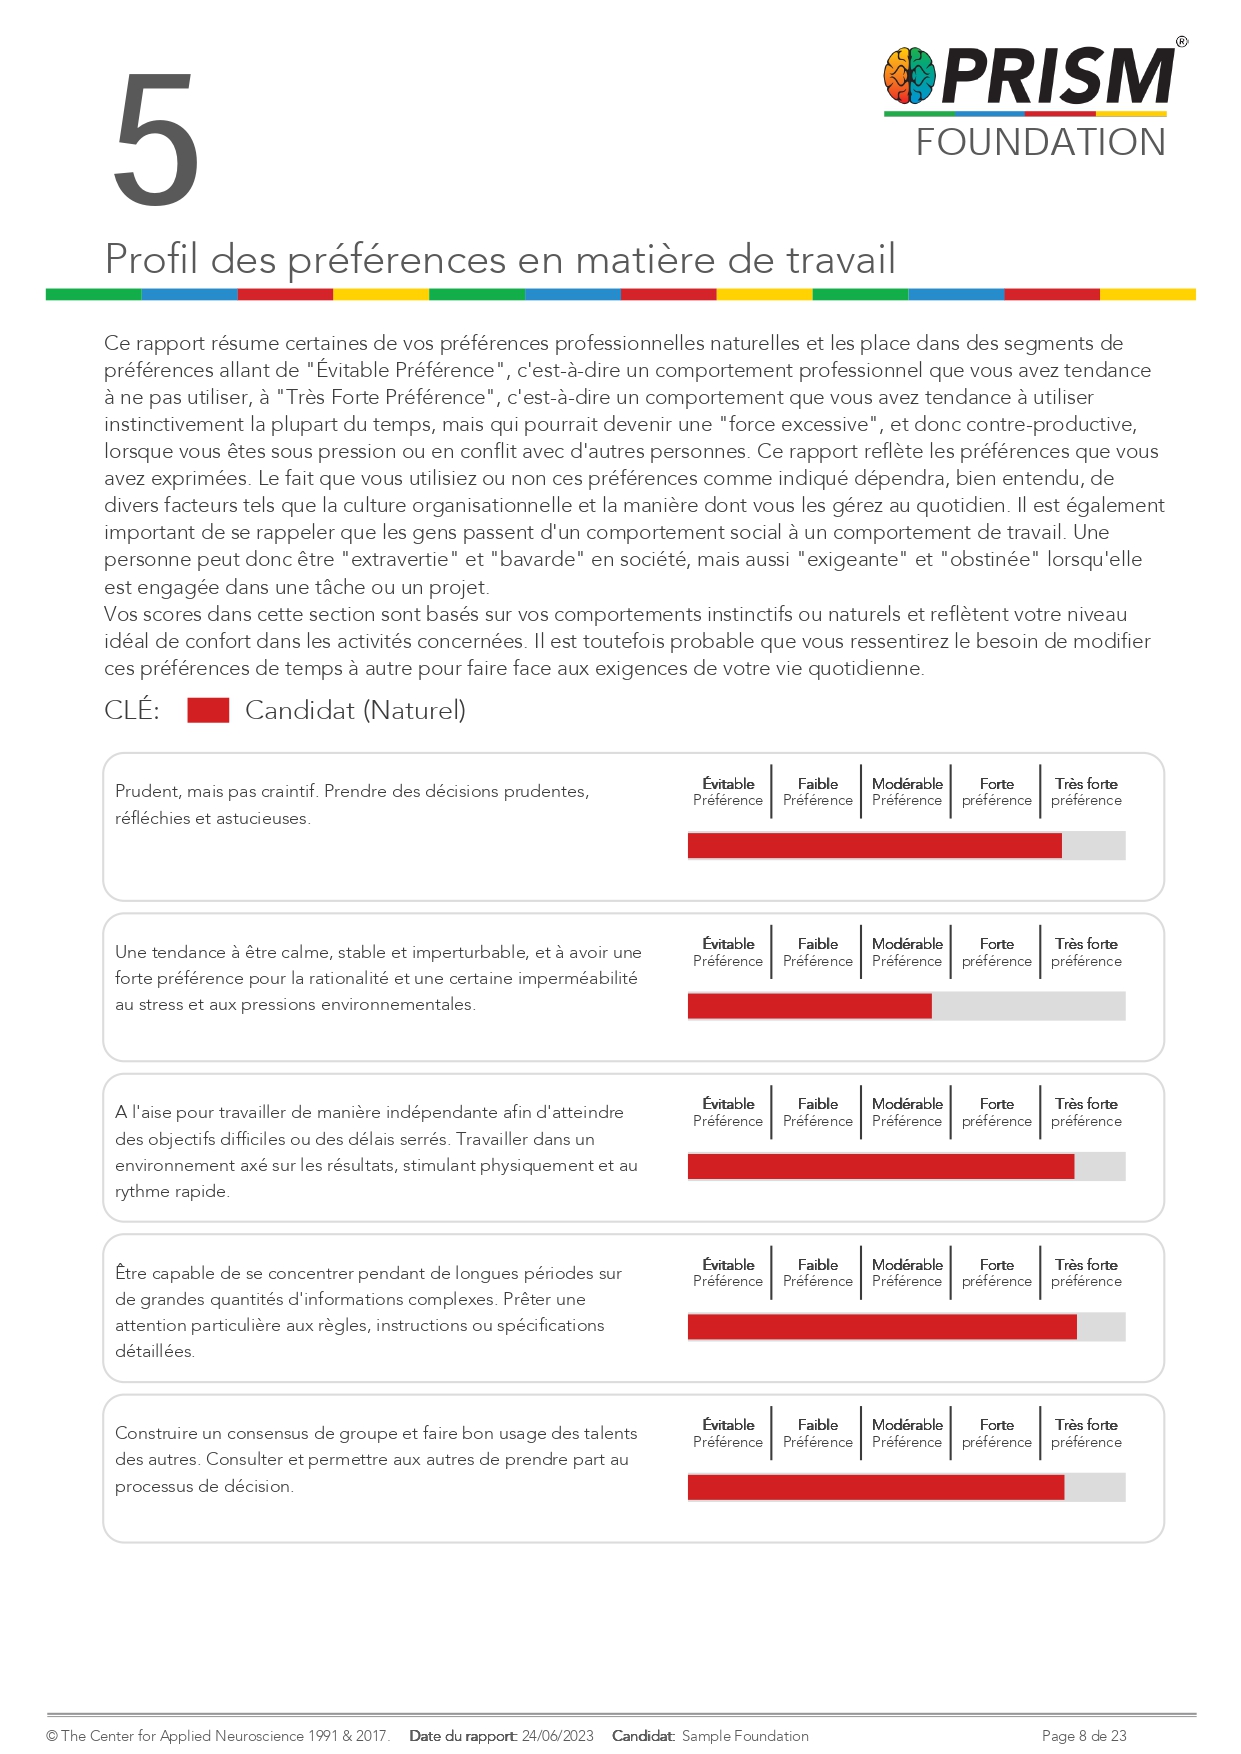 5
PRISM®
FOUNDATION
Profil des préférences en matière de travail
Ce rapport résume certaines de vos préférences professionnelles naturelles et les place dans des segments de
préférences allant de "Évitable Préférence", c'est-à-dire un comportement professionnel que vous avez tendance
à ne pas utiliser, à "Très Forte Préférence", c'est-à-dire un comportement que vous avez tendance à utiliser
instinctivement la plupart du temps, mais qui pourrait devenir une "force excessive", et donc contre-productive,
lorsque vous êtes sous pression ou en conflit avec d'autres personnes. Ce rapport reflète les préférences que vous
avez exprimées. Le fait que vous utilisiez ou non ces préférences comme indiqué dépendra, bien entendu, de
divers facteurs tels que la culture organisationnelle et la manière dont vous les gérez au quotidien. Il est également
important de se rappeler que les gens passent d'un comportement social à un comportement de travail. Une
personne peut donc être "extravertie" et "bavarde" en société, mais aussi "exigeante" et "obstinée" lorsqu'elle
est engagée dans une tâche ou un projet.
Vos scores dans cette section sont basés sur vos comportements instinctifs ou naturels et reflètent votre niveau
idéal de confort dans les activités concernées. Il est toutefois probable que vous ressentirez le besoin de modifier
ces préférences de temps à autre pour faire face aux exigences de votre vie quotidienne.
CLÉ: Candidat (Naturel)
Prudent, mais pas craintif. Prendre des décisions prudentes,
réfléchies et astucieuses.
Évitable Faible Modérable Forte Très forte
Préférence Préférence Préférence préférence préférence
Une tendance à être calme, stable et imperturbable, et à avoir une
forte préférence pour la rationalité et une certaine imperméabilité
au stress et aux pressions environnementales.
Évitable Faible Modérable Forte Très forte
Préférence Préférence Préférence préférence préférence
A l'aise pour travailler de manière indépendante afin d'atteindre
des objectifs difficiles ou des délais serrés. Travailler dans un
environnement axé sur les résultats, stimulant physiquement et au
rythme rapide.
Évitable Faible Modérable Forte Très forte
Préférence Préférence Préférence préférence préférence
Être capable de se concentrer pendant de longues périodes sur
de grandes quantités d'informations complexes. Prêter une
attention particulière aux règles, instructions ou spécifications
détaillées.
Évitable Faible Modérable Forte Très forte
Préférence Préférence Préférence préférence préférence
Construire un consensus de groupe et faire bon usage des talents
des autres. Consulter et permettre aux autres de prendre part au
processus de décision.
Évitable Faible Modérable Forte Très forte
Préférence Préférence Préférence préférence préférence
© The Center for Applied Neuroscience 1991 & 2017. Date du rapport: 24/06/2023 Candidat: Sample Foundation Page 8 de 23